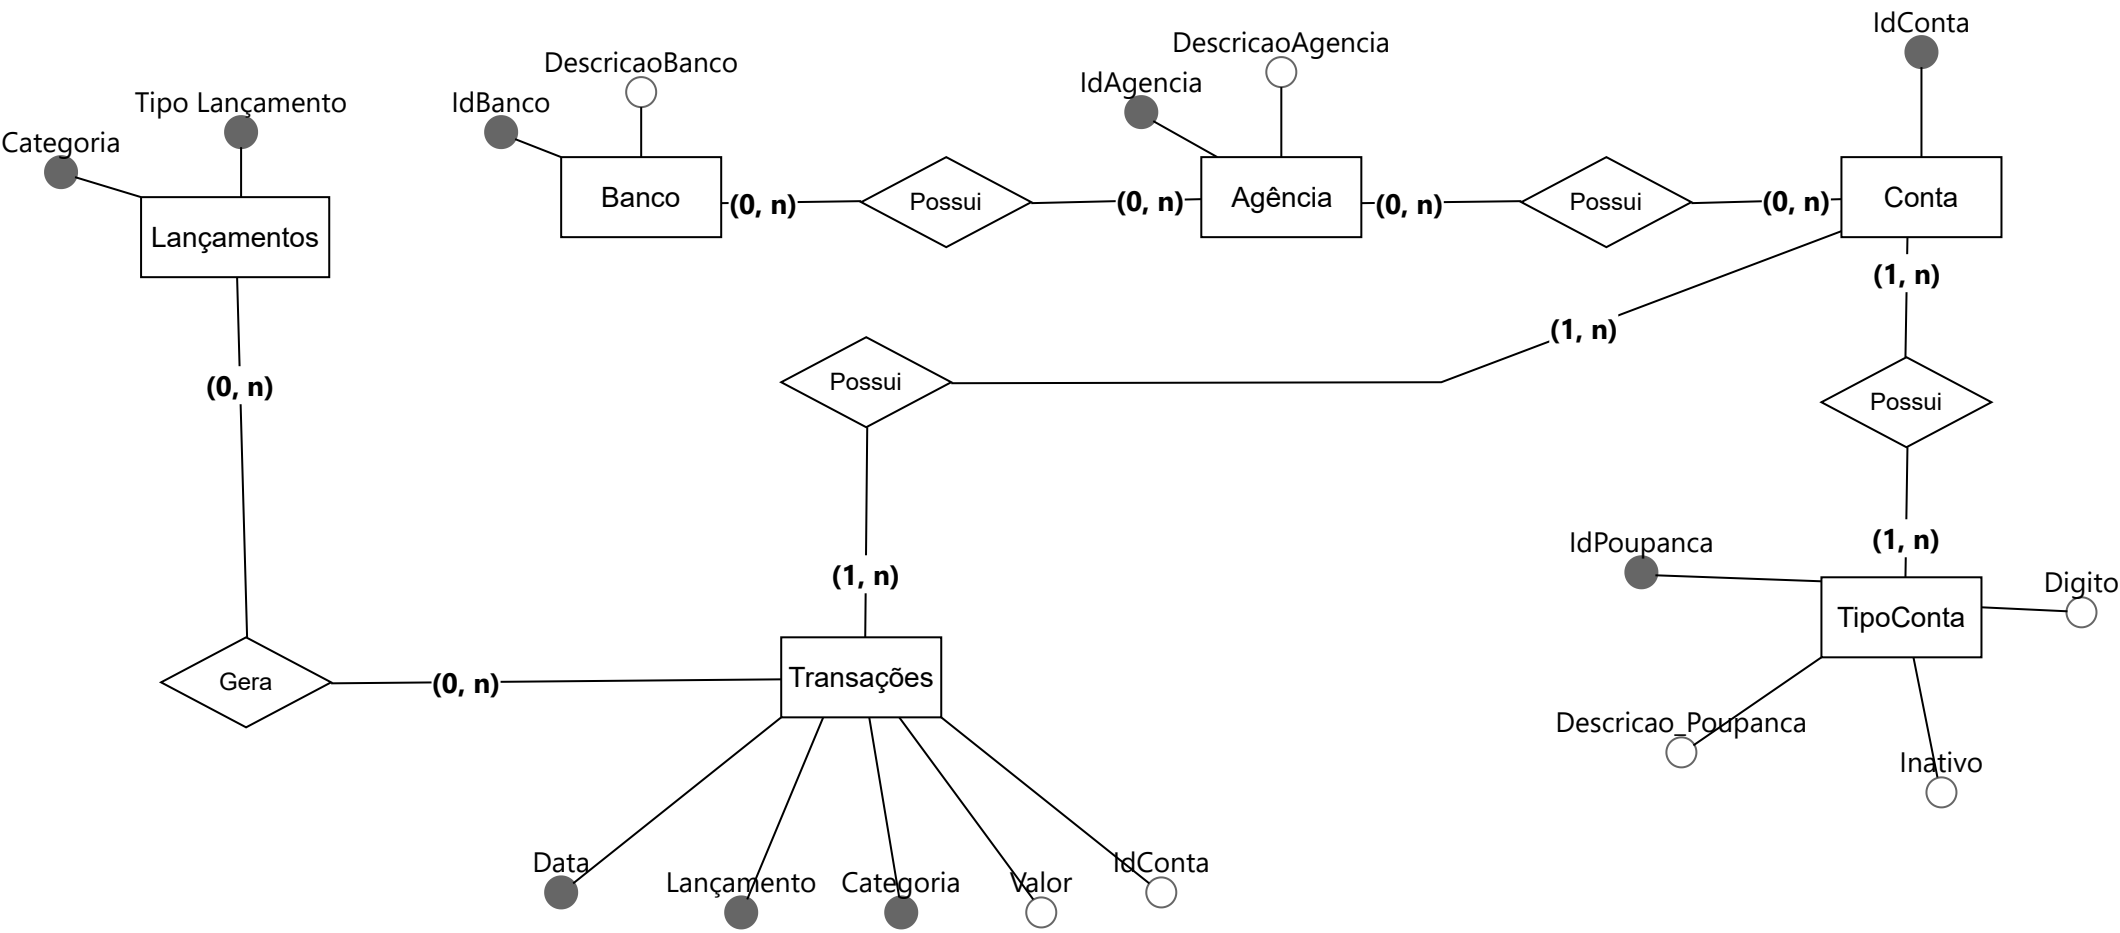 IdConta
DescricaoAgencia
DescricaoBanco
IdAgencia
Tipo Lançamento
IdBanco
Categoria
Lançamentos
Banco
(0, n)
Possui
(0, n)
Agência
(0, n)
Possui
(0, n)
Conta
(1, n)
(1, n)
(0, n)
Possui
Possui
(1, n)
(1, n)
IdPoupanca
Digito
TipoConta
Gera
(0, n)
Transações
Descricao_Poupanca
Inativo
Data
Lançamento
Categoria
Valor
IdConta